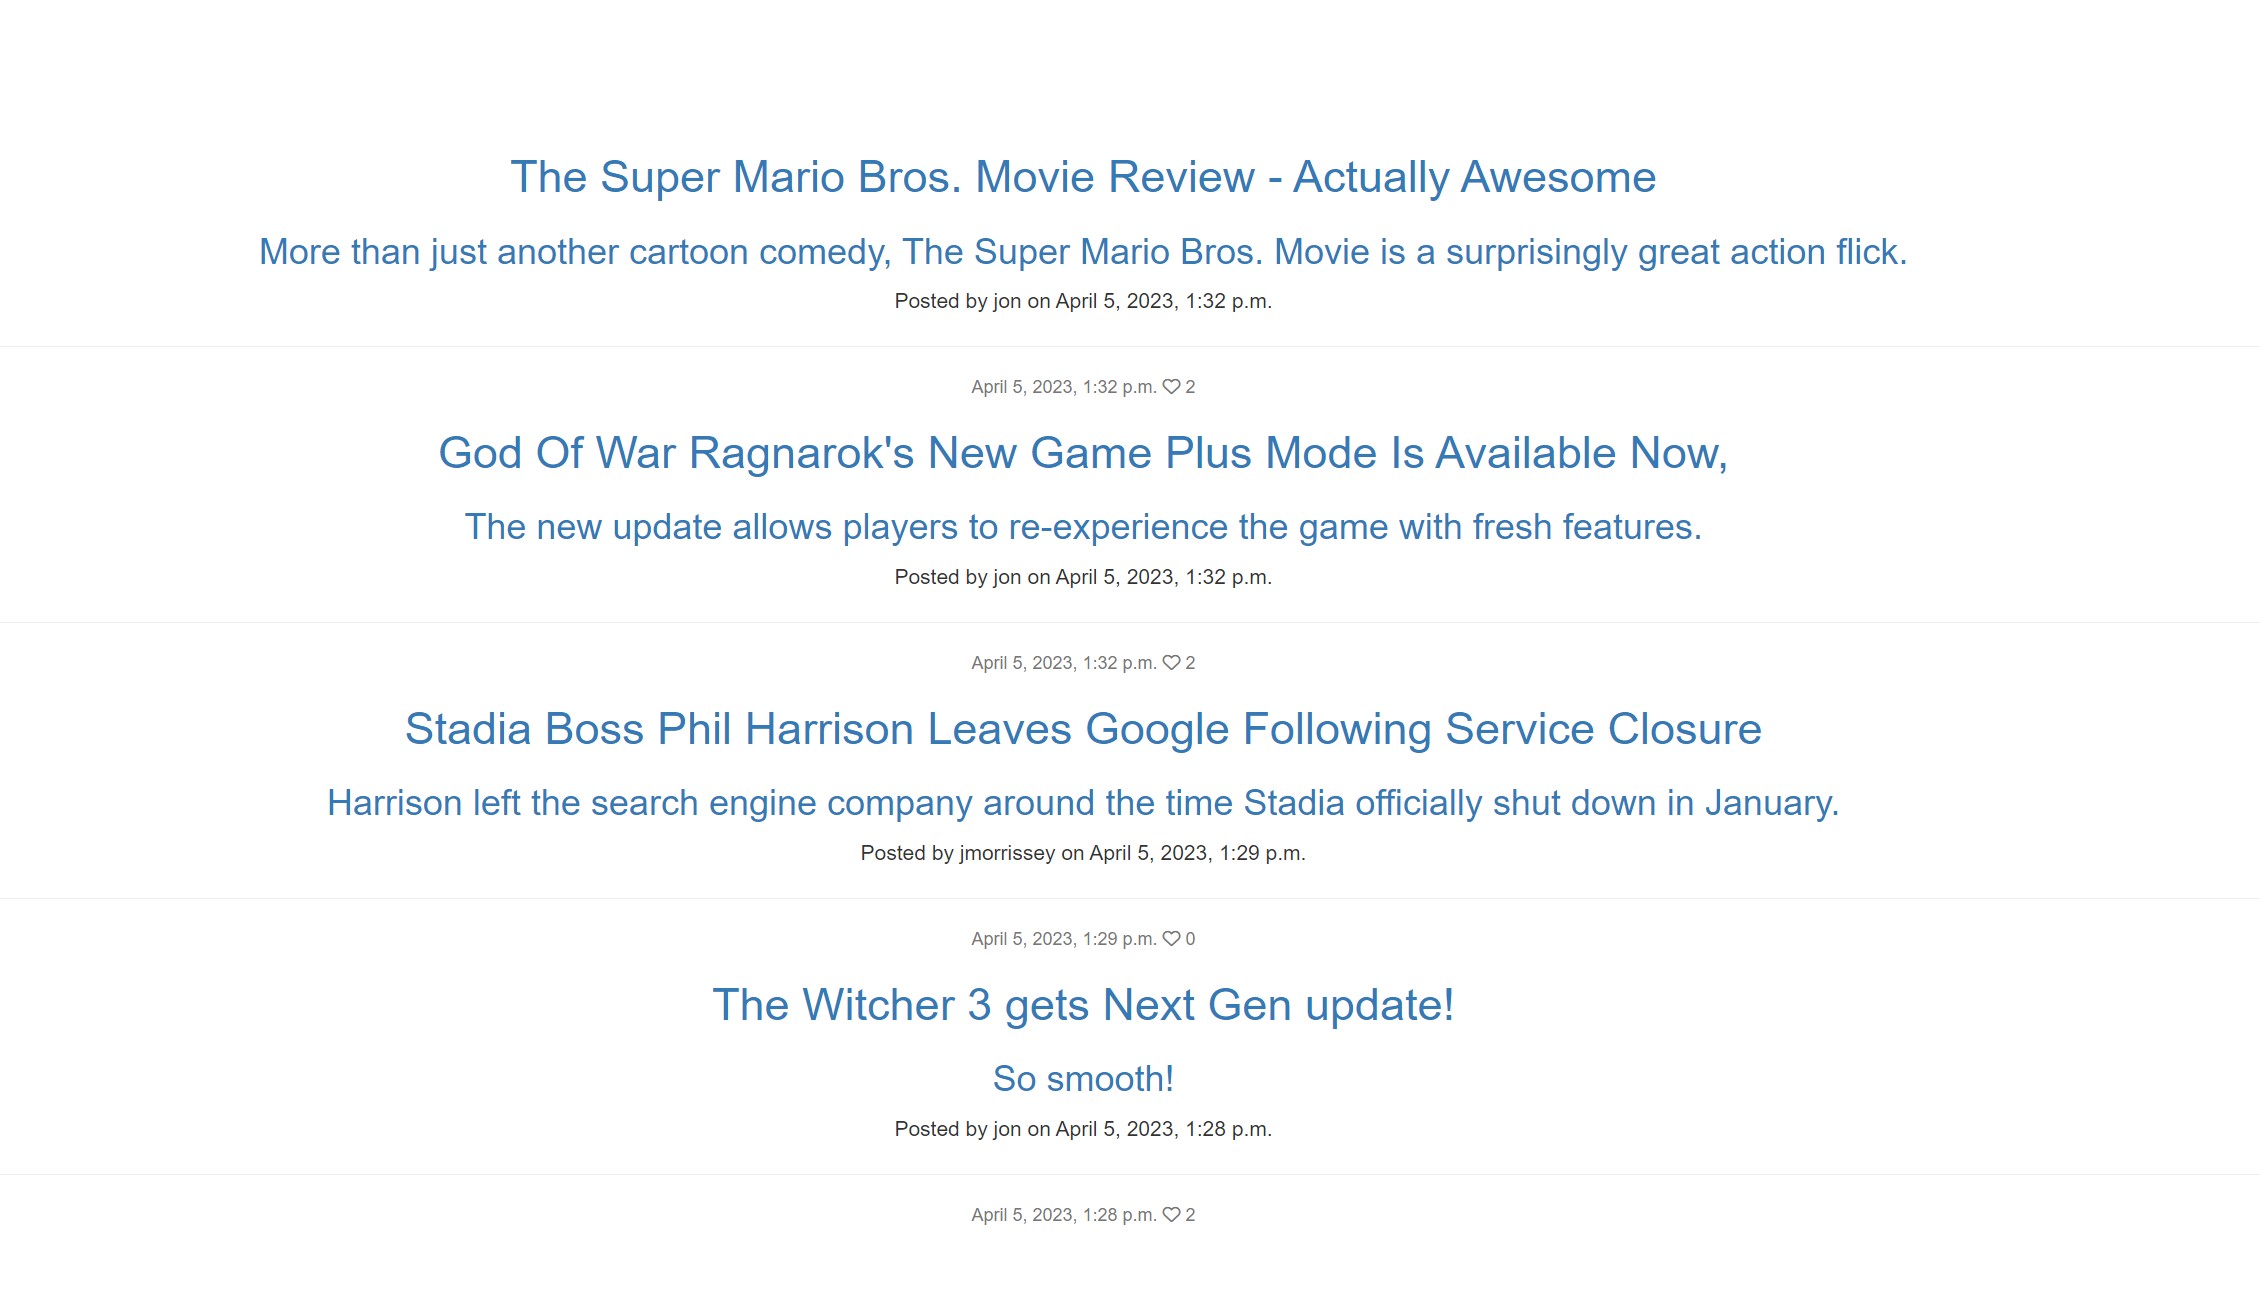 The Super Mario Bros. Movie Review - Actually Awesome
More than just another cartoon comedy, The Super Mario Bros. Movie is a surprisingly great action flick.
Posted by jon on April 5, 2023, 1:32 p.m.
April 5, 2023, 1:32 p.m. 2
God Of War Ragnarok's New Game Plus Mode Is Available Now,
The new update allows players to re-experience the game with fresh features.
Posted by jon on April 5, 2023, 1:32 p.m.
April 5, 2023, 1:32 p.m. 2
Stadia Boss Phil Harrison Leaves Google Following Service Closure
Harrison left the search engine company around the time Stadia officially shut down in January.
Posted by jmorrissey on April 5, 2023, 1:29 p.m.
April 5, 2023, 1:29 p.m. 0
The Witcher 3 gets Next Gen update!
So smooth!
Posted by jon on April 5, 2023, 1:28 p.m.
April 5, 2023, 1:28 p.m. 2